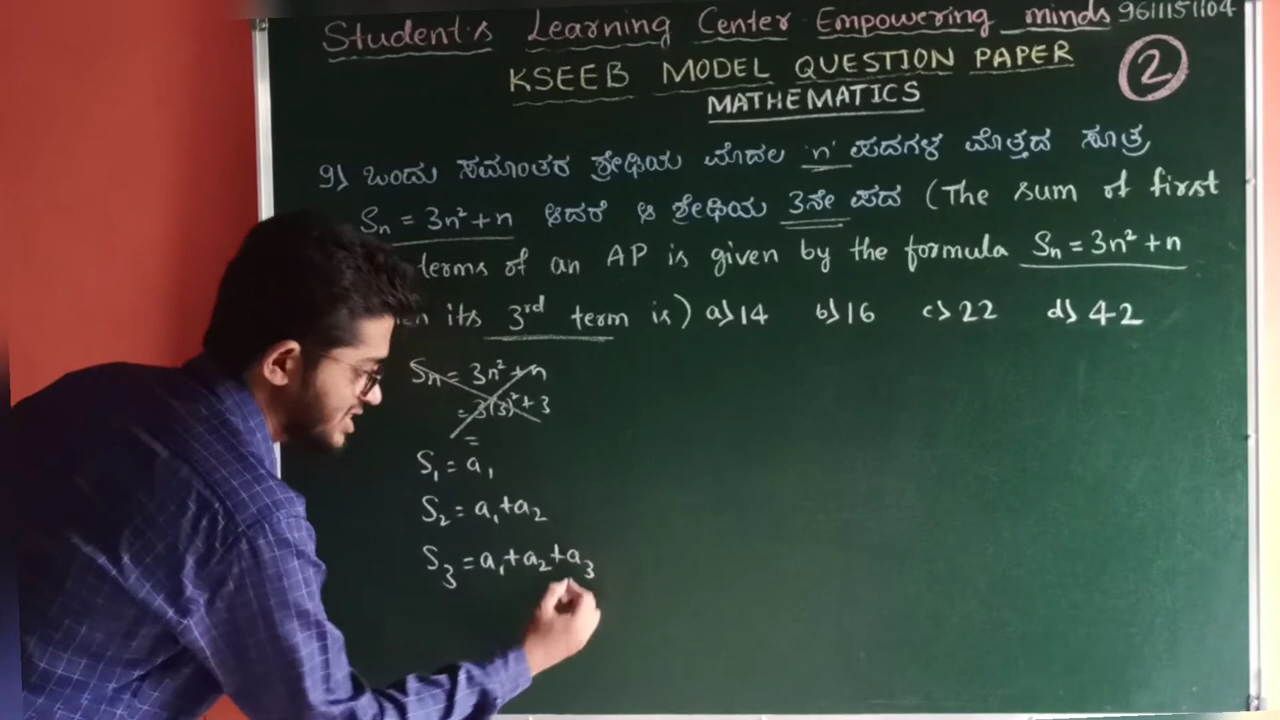 Student's Learning Center Empowering minds 9611151104
KSEEB MODEL QUESTION PAPER
2
MATHEMATICS
9) ಒಂದು ಸಮಾಂತರ ಶ್ರೇಢಿಯ ಮೊದಲ 'n' ಪದಗಳ ಮೊತ್ತದ ಸೂತ್ರ
Sₙ = 3n² + n ಆದರೆ ಆ ಶ್ರೇಢಿಯ 3ನೇ ಪದ (The sum of first
terms of an AP is given by the formula Sₙ = 3n² + n
its 3rd term is) a) 14 b) 16 c) 22 d) 42
Sₙ = 3n² + n
= 3(3)² + 3
=
S₁ = a₁
S₂ = a₁ + a₂
S₃ = a₁ + a₂ + a₃